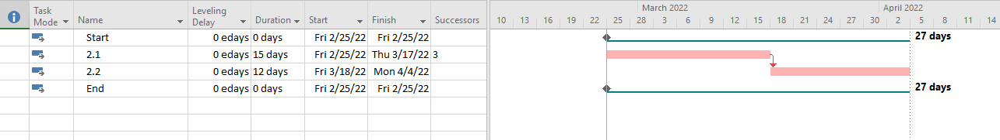 Task Mode Name Leveling Delay Duration Start Finish Successors
March 2022 April 2022
10 13 16 19 22 25 28 3 6 9 12 15 18 21 24 27 30 2 5 8 11 14
Start 0 edays 0 days Fri 2/25/22 Fri 2/25/22 27 days
2.1 0 edays 15 days Fri 2/25/22 Thu 3/17/22 3
2.2 0 edays 12 days Fri 3/18/22 Mon 4/4/22
End 0 edays 0 days Fri 2/25/22 Fri 2/25/22 27 days